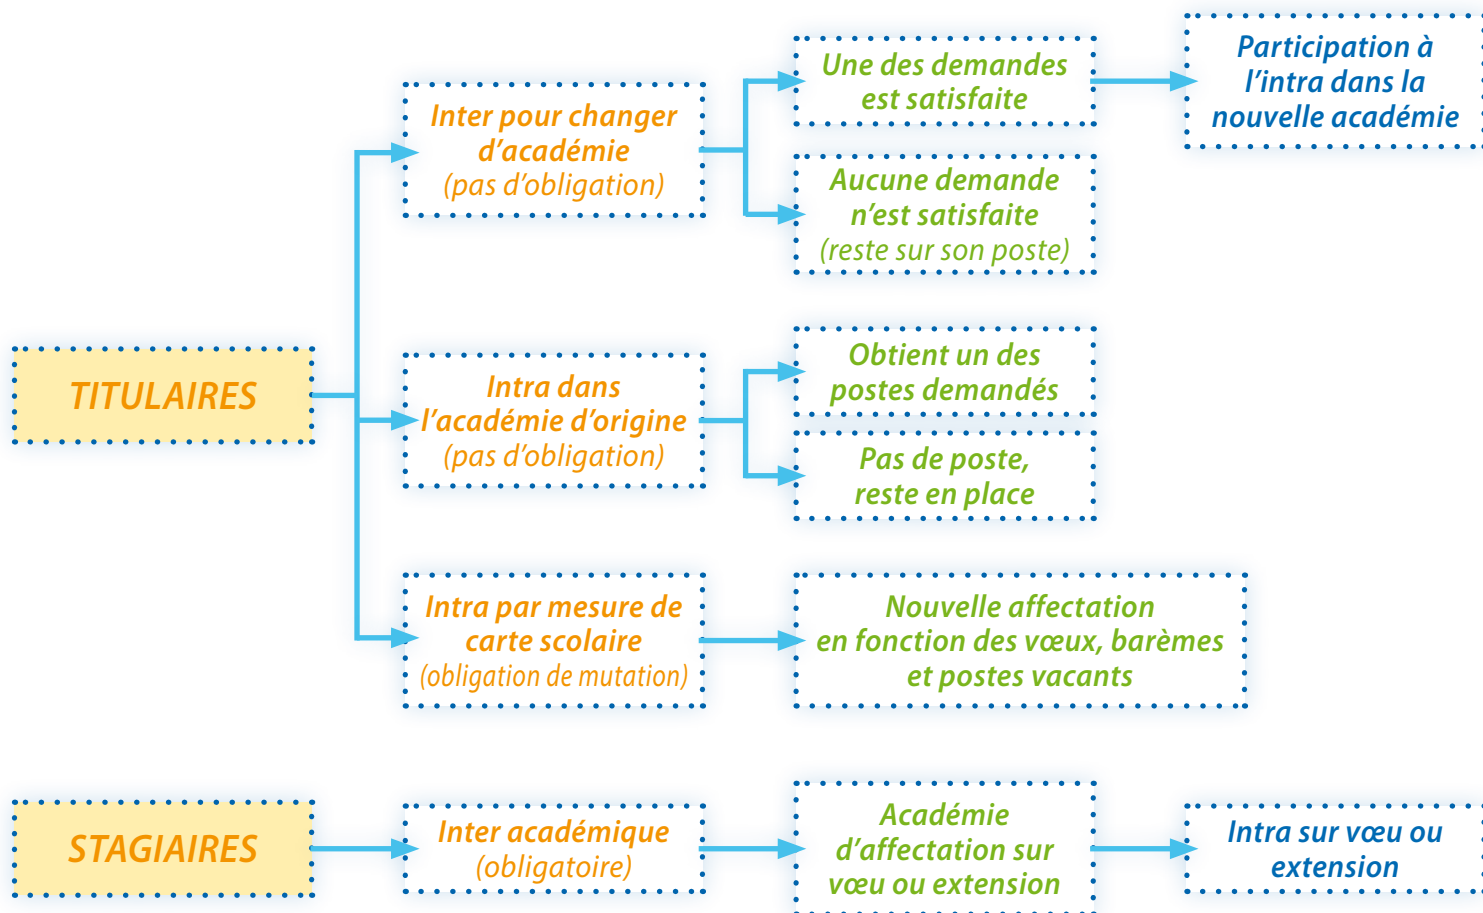 TITULAIRES
Inter pour changer
d’académie
(pas d’obligation)
Une des demandes
est satisfaite
Participation à
l’intra dans la
nouvelle académie
Aucune demande
n’est satisfaite
(reste sur son poste)
Intra dans
l’académie d’origine
(pas d’obligation)
Obtient un des
postes demandés
Pas de poste,
reste en place
Intra par mesure de
carte scolaire
(obligation de mutation)
Nouvelle affectation
en fonction des vœux, barèmes
et postes vacants
STAGIAIRES
Inter académique
(obligatoire)
Académie
d’affectation sur
vœu ou extension
Intra sur vœu ou
extension